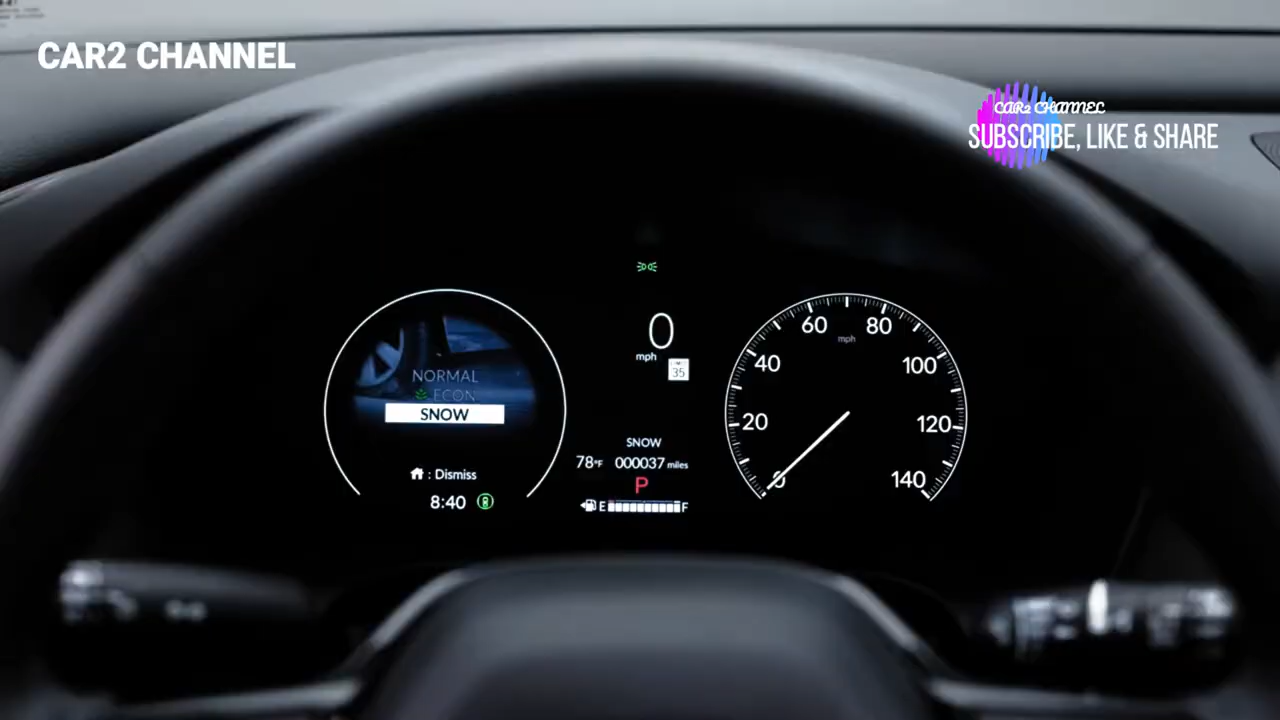 CAR2 CHANNEL
CAR2 CHANNEL
SUBSCRIBE, LIKE & SHARE
NORMAL
ECON
SNOW
: Dismiss
8:40
0
mph
35
SNOW
78°F 000037 miles
P
E F
0
20
40
60
80
100
120
140
mph